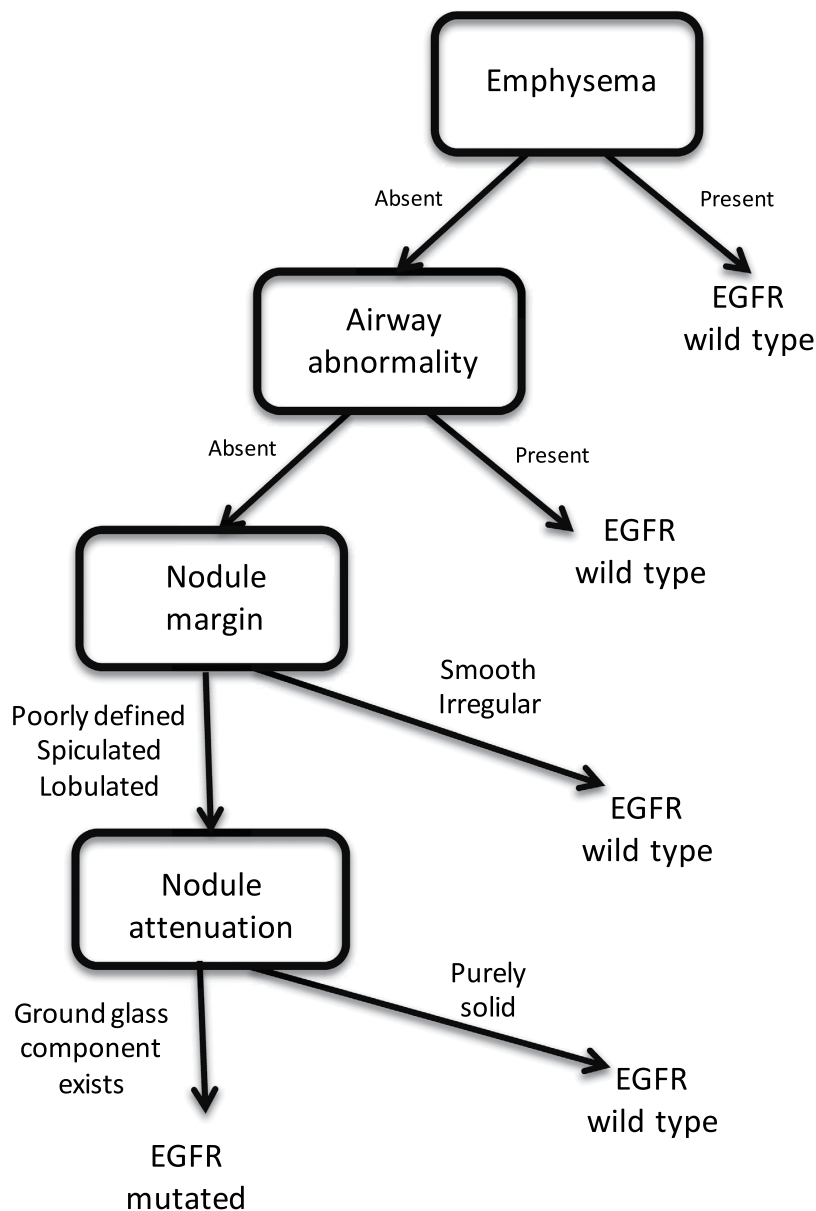 Emphysema
Absent
Present
EGFR
wild type
Airway
abnormality
Absent
Present
EGFR
wild type
Nodule
margin
Smooth
Irregular
Poorly defined
Spiculated
Lobulated
EGFR
wild type
Nodule
attenuation
Purely
solid
Ground glass
component
exists
EGFR
wild type
EGFR
mutated